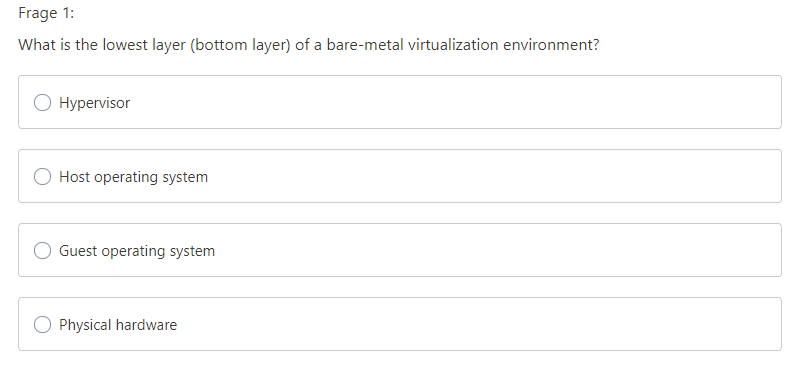 Frage 1:
What is the lowest layer (bottom layer) of a bare-metal virtualization environment?
Hypervisor
Host operating system
Guest operating system
Physical hardware